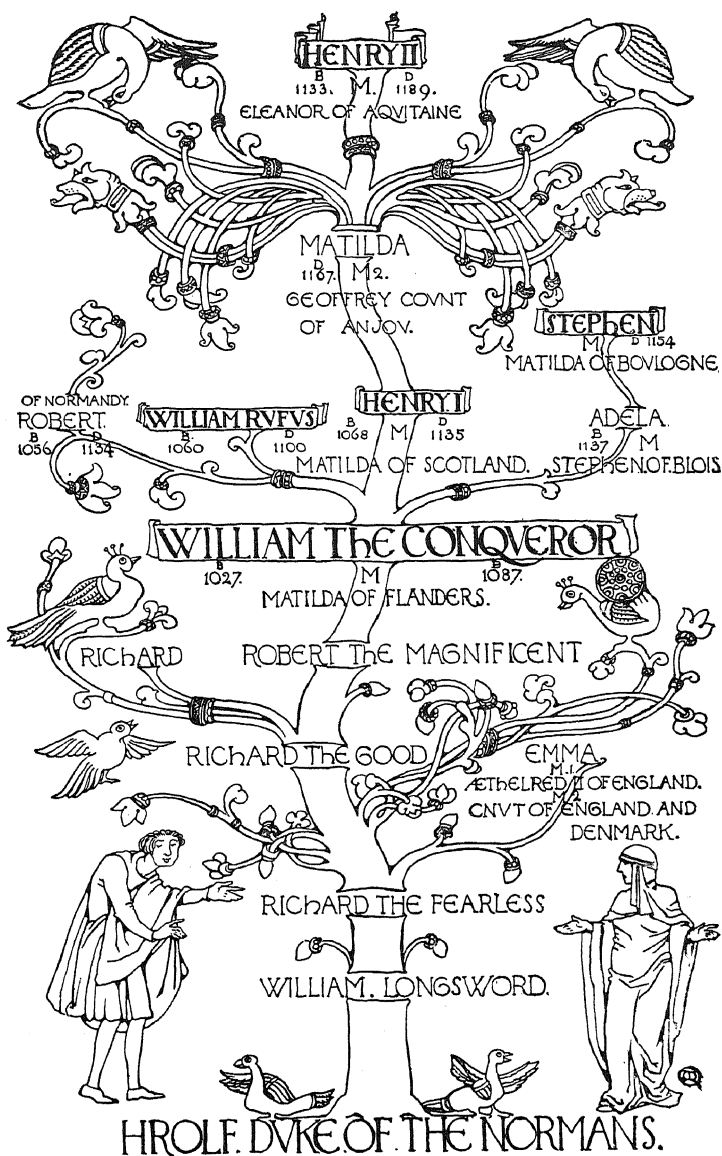 HENRY II
B D
1133. M. 1189.
ELEANOR OF AQVITAINE
MATILDA
D
1167. M2.
GEOFFREY COVNT
OF ANJOV.
STEPHEN
M D 1154
MATILDA OF BOVLOGNE,
OF NORMANDY.
ROBERT.
B D
1056 1134
WILLIAM RVFVS
B. D
1060 1100
HENRY. I
B D
1068 M 1135
MATILDA OF SCOTLAND.
ADELA.
B
1137 M
STEPHEN.OF.BLOIS
WILLIAM THE CONQVEROR
B
1027. M 1087.
MATILDA OF FLANDERS.
RICHARD
ROBERT THE MAGNIFICENT
RICHARD THE GOOD
EMMA
M.1.
ÆTHELRED II OF ENGLAND.
CNVT OF ENGLAND. AND
DENMARK.
RICHARD THE FEARLESS
WILLIAM. LONGSWORD.
HROLF. DVKE. OF. THE NORMANS.